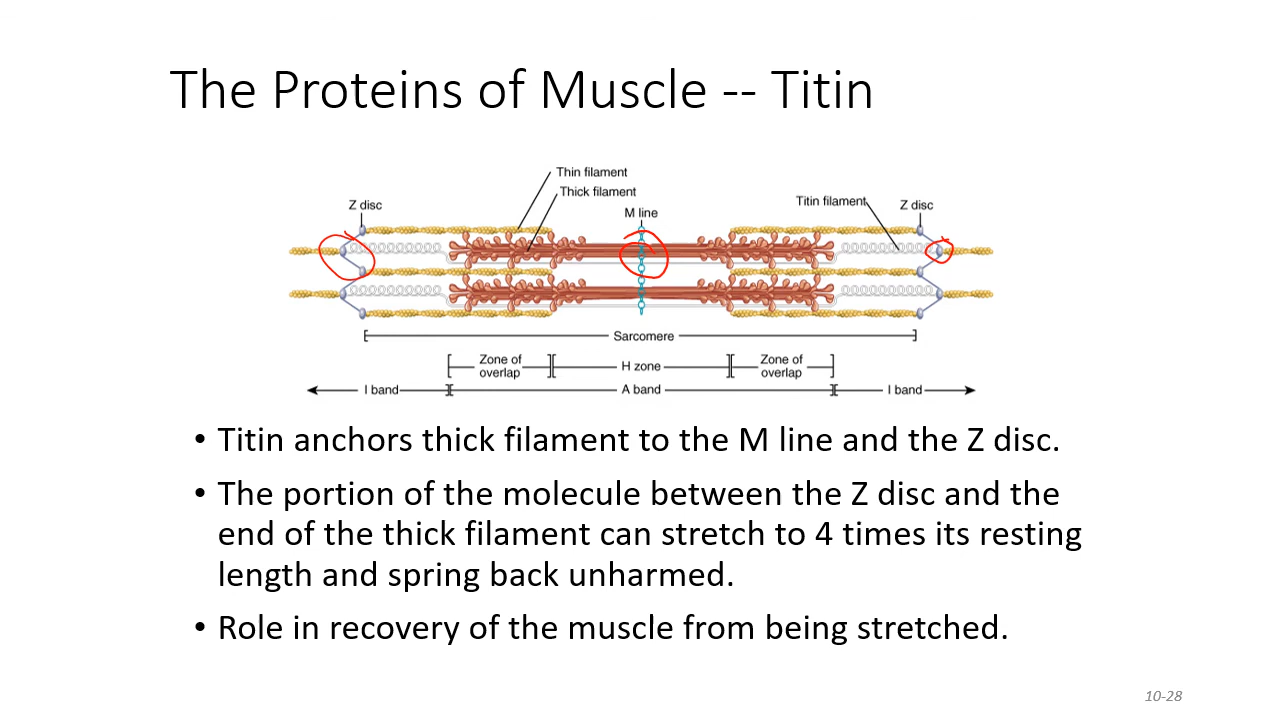 The Proteins of Muscle -- Titin
Thin filament
Thick filament
Z disc
M line
Titin filament
Z disc
Sarcomere
Zone of
overlap
H zone
Zone of
overlap
I band
A band
I band
• Titin anchors thick filament to the M line and the Z disc.
• The portion of the molecule between the Z disc and the
end of the thick filament can stretch to 4 times its resting
length and spring back unharmed.
• Role in recovery of the muscle from being stretched.
10-28